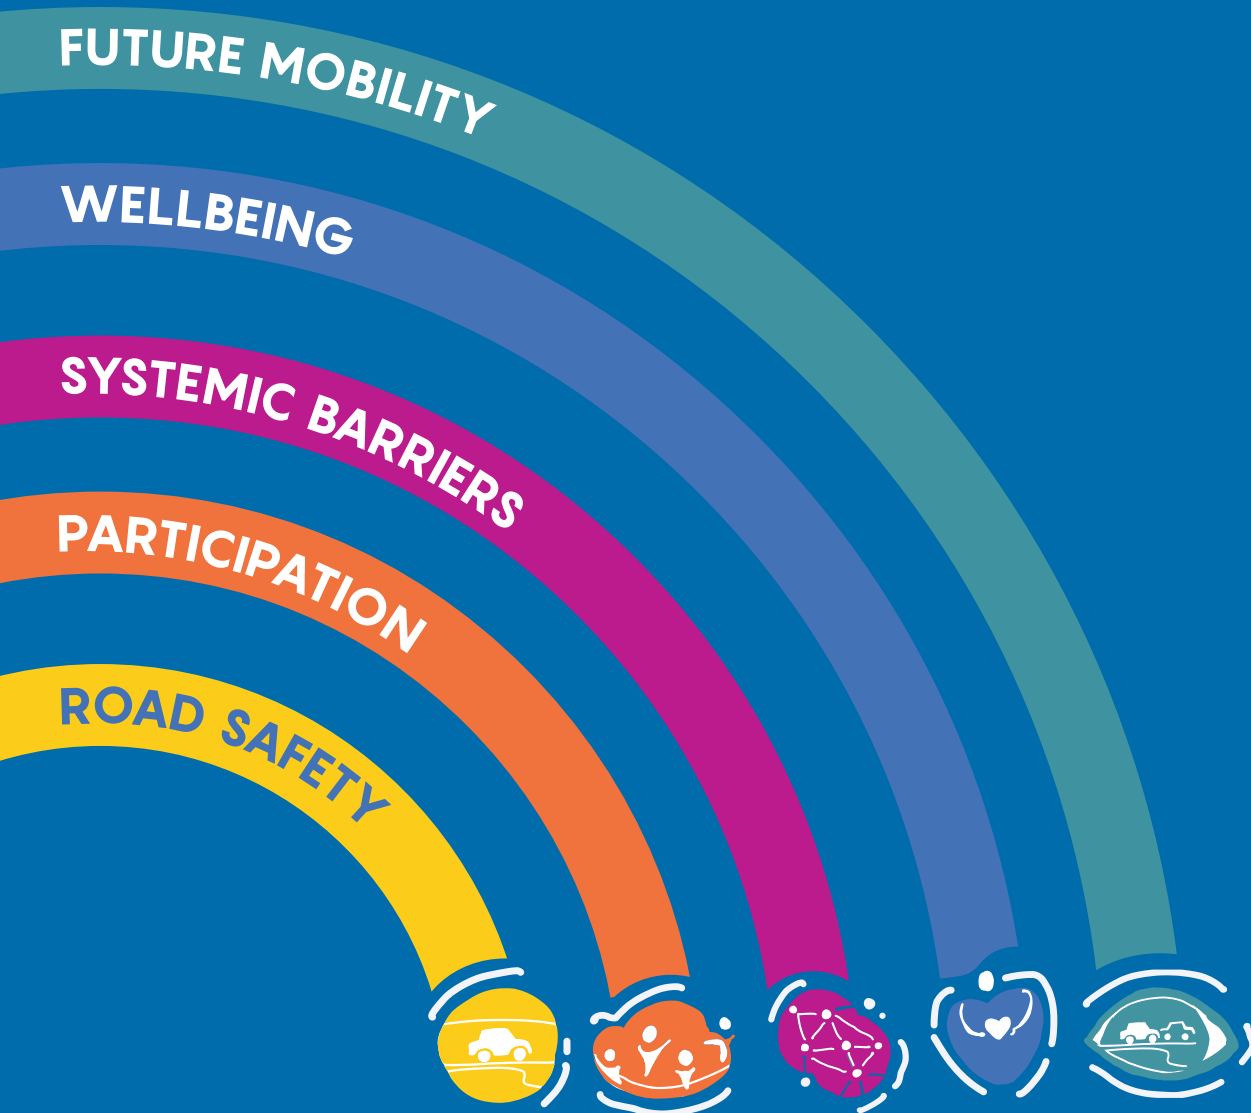 FUTURE MOBILITY
WELLBEING
SYSTEMIC BARRIERS
PARTICIPATION
ROAD SAFETY